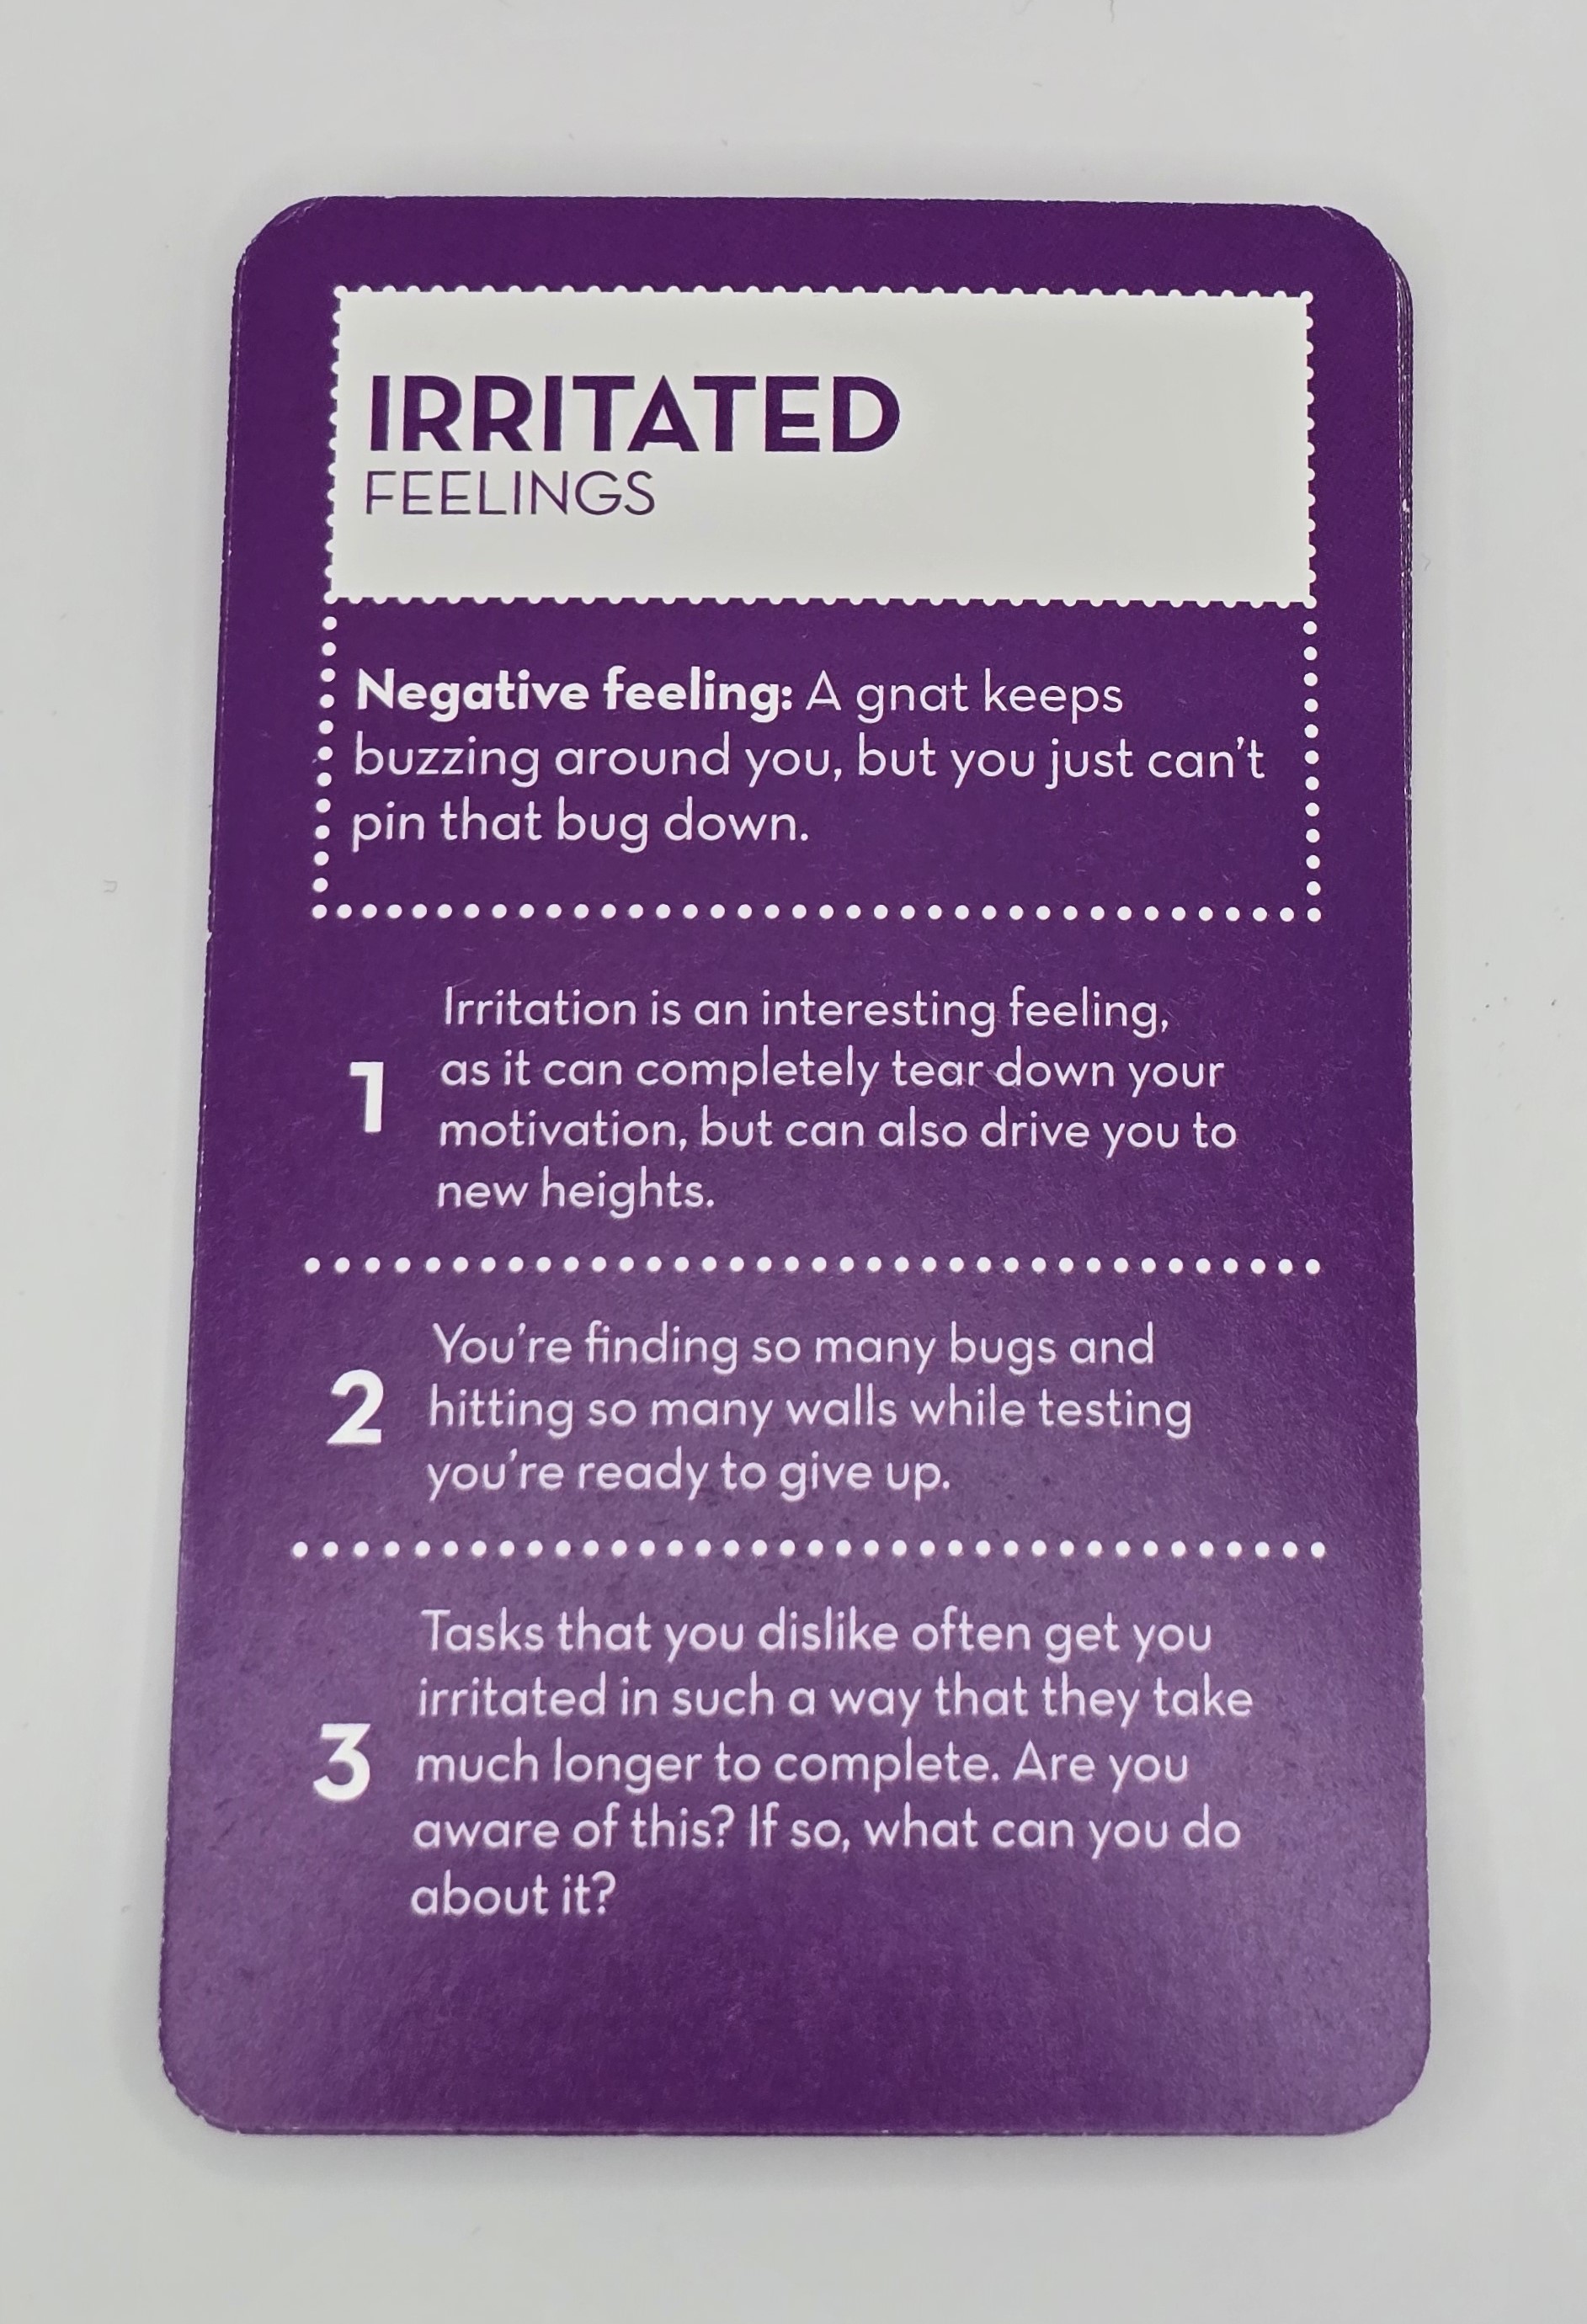 IRRITATED
FEELINGS
Negative feeling: A gnat keeps
buzzing around you, but you just can't
pin that bug down.
1
Irritation is an interesting feeling,
as it can completely tear down your
motivation, but can also drive you to
new heights.
2
You're finding so many bugs and
hitting so many walls while testing
you're ready to give up.
3
Tasks that you dislike often get you
irritated in such a way that they take
much longer to complete. Are you
aware of this? If so, what can you do
about it?